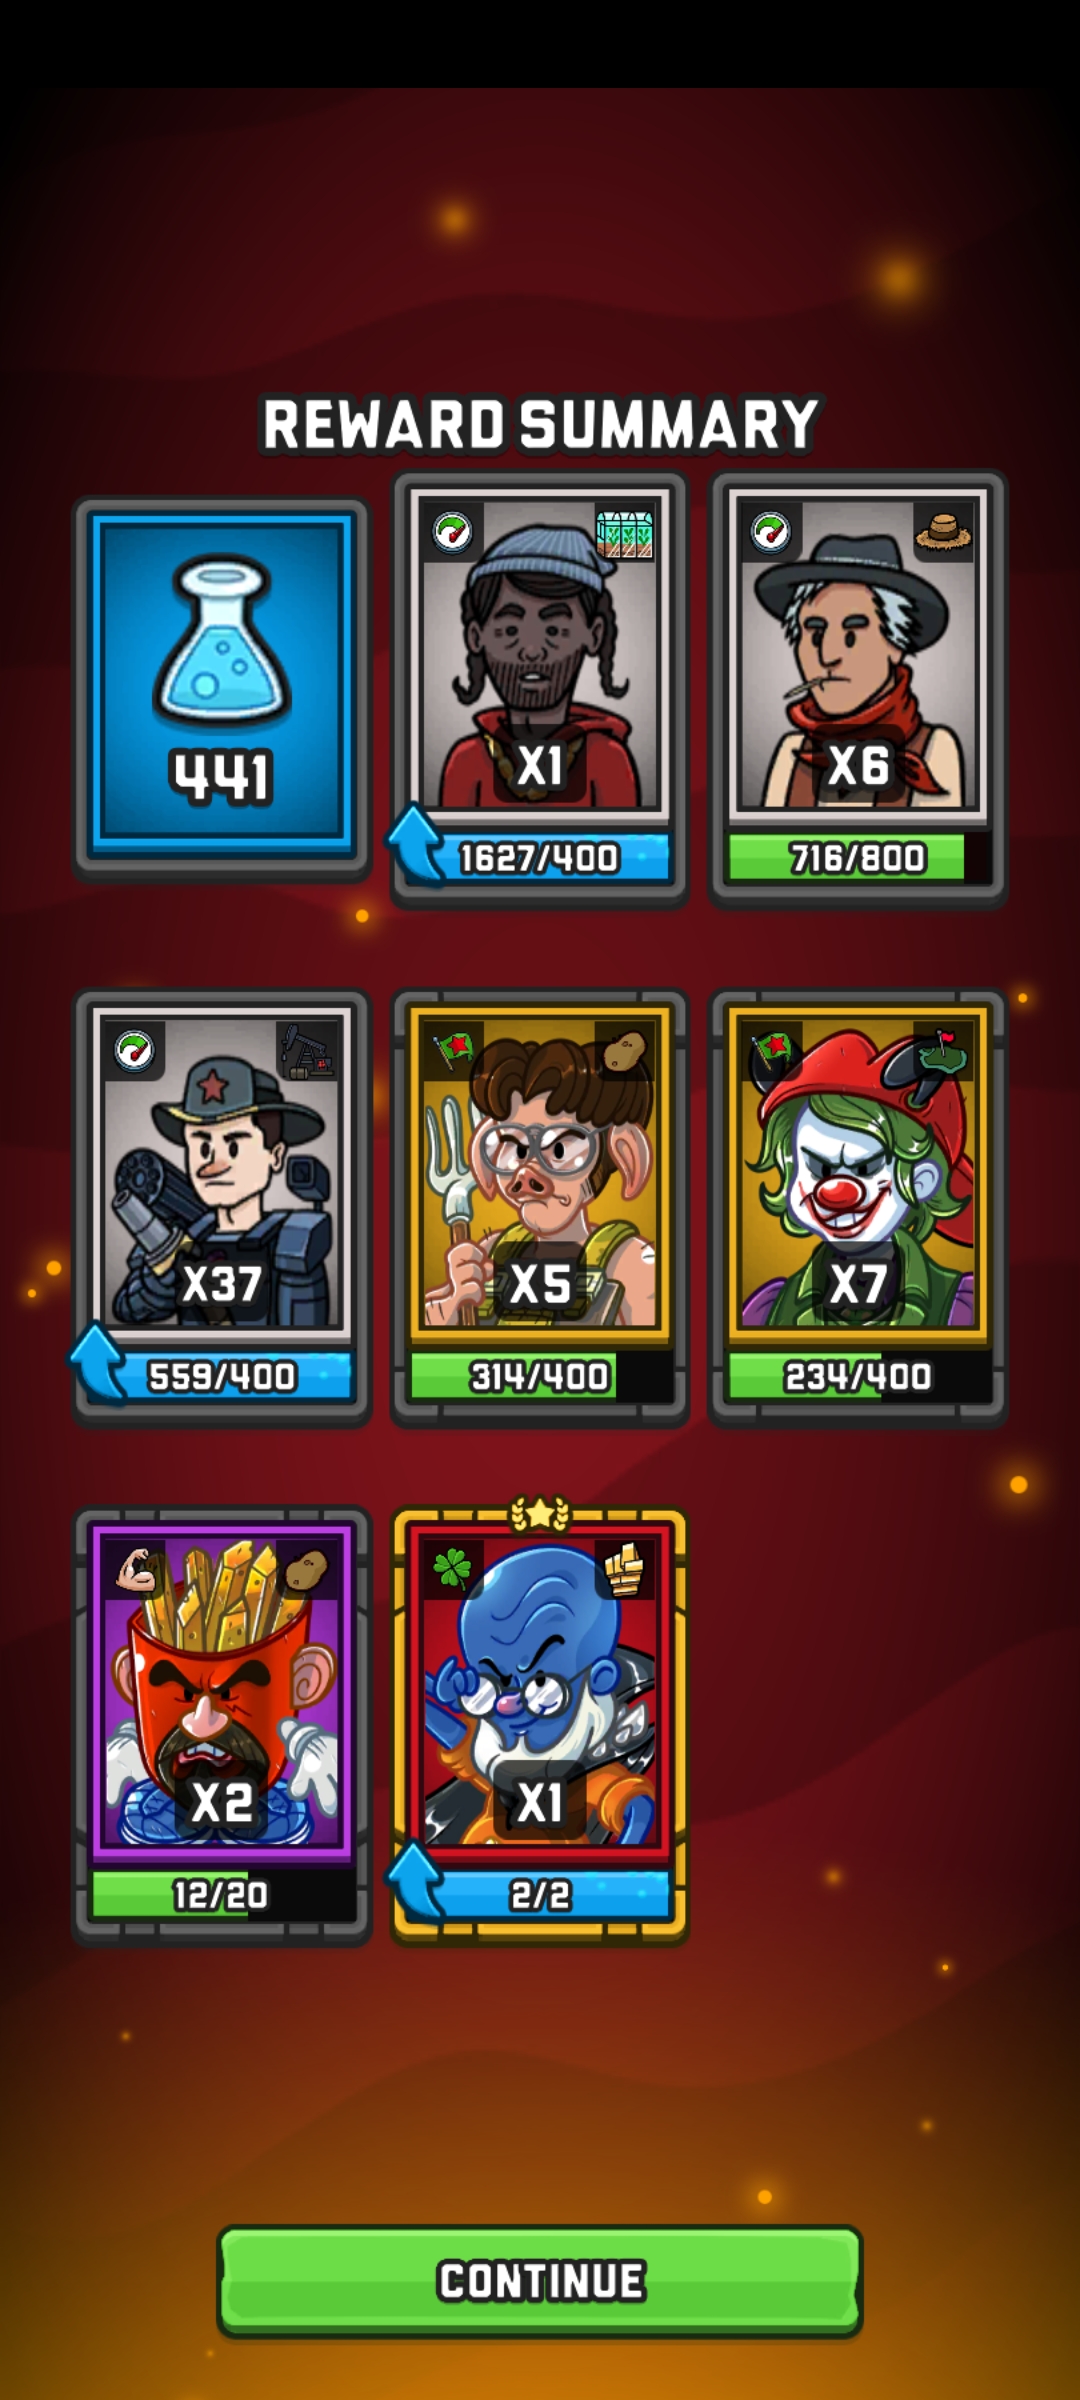 REWARD SUMMARY
441
X1
1627/400
X6
716/800
X37
559/400
X5
314/400
X7
234/400
X2
12/20
X1
2/2
CONTINUE